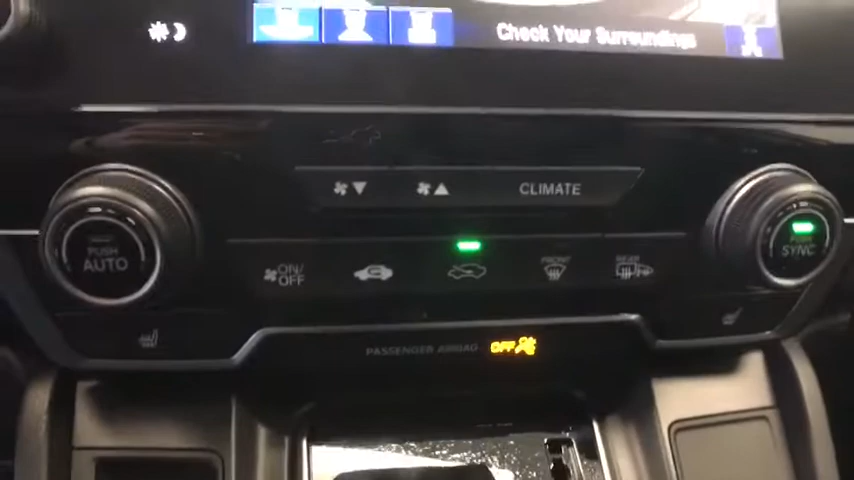 Check Your Surroundings
CLIMATE
PUSH
AUTO
ON/
OFF
FRONT
REAR
PUSH
SYNC
PASSENGER AIRBAG OFF